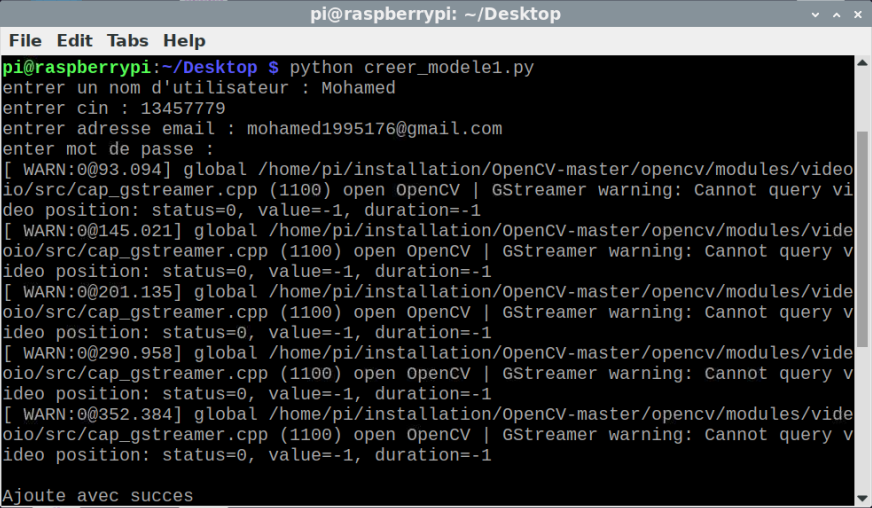 pi@raspberrypi: ~/Desktop
File Edit Tabs Help
pi@raspberrypi:~/Desktop $ python creer_modele1.py
entrer un nom d'utilisateur : Mohamed
entrer cin : 13457779
entrer adresse email : mohamed1995176@gmail.com
enter mot de passe :
[ WARN:0@93.094] global /home/pi/installation/OpenCV-master/opencv/modules/video
io/src/cap_gstreamer.cpp (1100) open OpenCV | GStreamer warning: Cannot query vi
deo position: status=0, value=-1, duration=-1
[ WARN:0@145.021] global /home/pi/installation/OpenCV-master/opencv/modules/vide
oio/src/cap_gstreamer.cpp (1100) open OpenCV | GStreamer warning: Cannot query v
ideo position: status=0, value=-1, duration=-1
[ WARN:0@201.135] global /home/pi/installation/OpenCV-master/opencv/modules/vide
oio/src/cap_gstreamer.cpp (1100) open OpenCV | GStreamer warning: Cannot query v
ideo position: status=0, value=-1, duration=-1
[ WARN:0@290.958] global /home/pi/installation/OpenCV-master/opencv/modules/vide
oio/src/cap_gstreamer.cpp (1100) open OpenCV | GStreamer warning: Cannot query v
ideo position: status=0, value=-1, duration=-1
[ WARN:0@352.384] global /home/pi/installation/OpenCV-master/opencv/modules/vide
oio/src/cap_gstreamer.cpp (1100) open OpenCV | GStreamer warning: Cannot query v
ideo position: status=0, value=-1, duration=-1
Ajoute avec succes